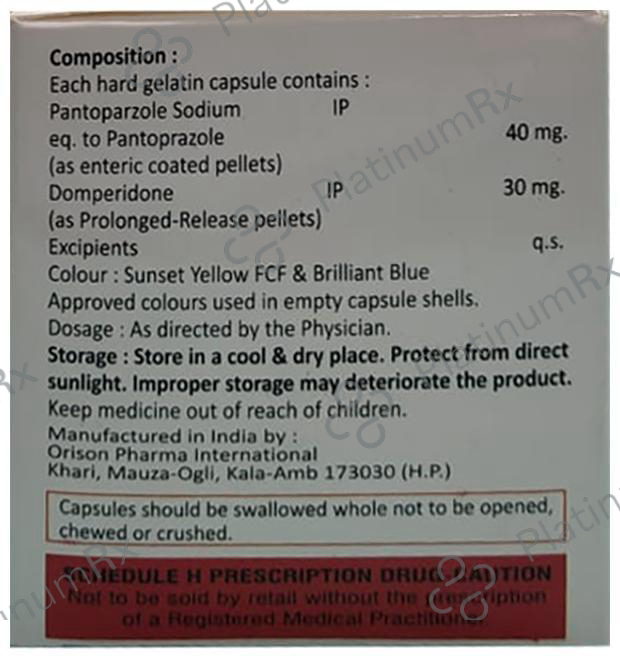 Composition :
Each hard gelatin capsule contains :
Pantoparzole Sodium IP
eq. to Pantoprazole 40 mg.
(as enteric coated pellets)
Domperidone IP 30 mg.
(as Prolonged-Release pellets)
Excipients q.s.
Colour : Sunset Yellow FCF & Brilliant Blue
Approved colours used in empty capsule shells.
Dosage : As directed by the Physician.
Storage : Store in a cool & dry place. Protect from direct
sunlight. Improper storage may deteriorate the product.
Keep medicine out of reach of children.
Manufactured in India by :
Orison Pharma International
Khari, Mauza-Ogli, Kala-Amb 173030 (H.P.)
Capsules should be swallowed whole not to be opened,
chewed or crushed.
SCHEDULE H PRESCRIPTION DRUG CAUTION
Not to be sold by retail without the prescription
of a Registered Medical Practitioner.
PlatinumRx
PlatinumRx